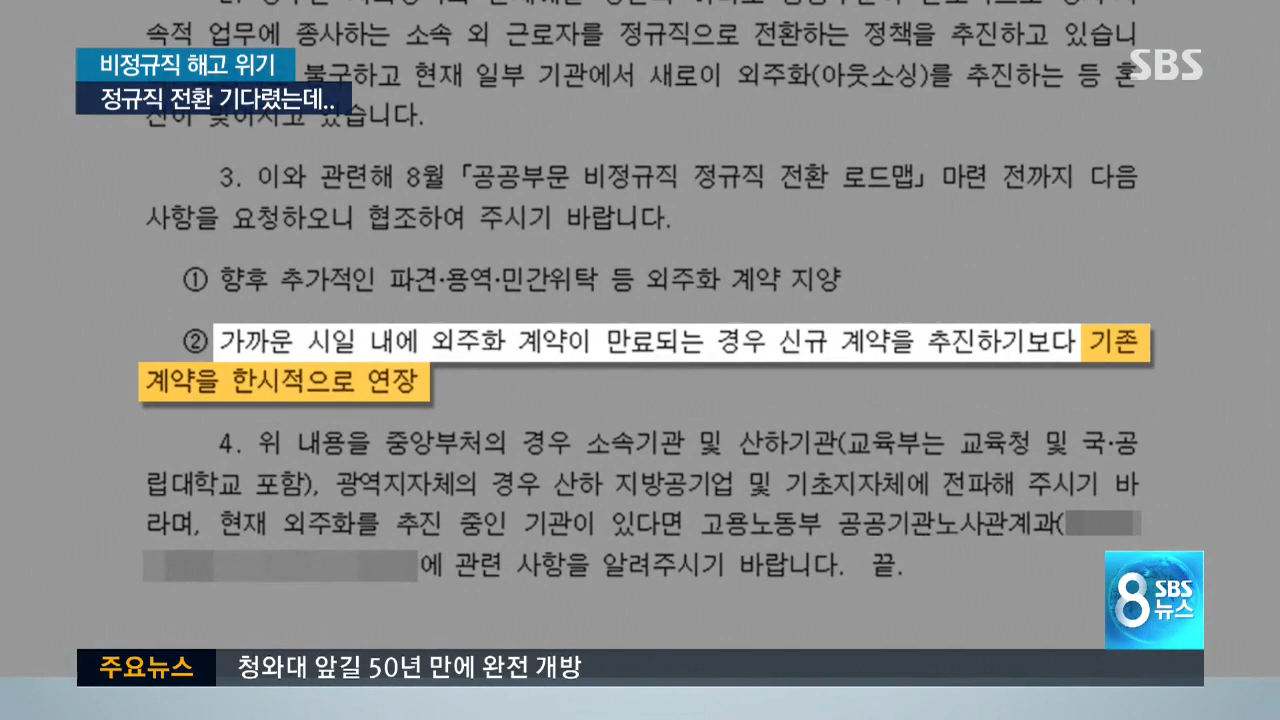 속적 업무에 종사하는 소속 외 근로자를 정규직으로 전환하는 정책을 추진하고 있습니
비정규직 해고 위기
불구하고 현재 일부 기관에서 새로이 외주화(아웃소싱)를 추진하는 등 혼
SBS
정규직 전환 기다렸는데..
있습니다.
3. 이와 관련해 8월 「공공부문 비정규직 정규직 전환 로드맵」 마련 전까지 다음
사항을 요청하오니 협조하여 주시기 바랍니다.
① 향후 추가적인 파견·용역·민간위탁 등 외주화 계약 지양
② 가까운 시일 내에 외주화 계약이 만료되는 경우 신규 계약을 추진하기보다 기존
계약을 한시적으로 연장
4. 위 내용을 중앙부처의 경우 소속기관 및 산하기관(교육부는 교육청 및 국·공
립대학교 포함), 광역지자체의 경우 산하 지방공기업 및 기초지자체에 전파해 주시기 바
라며, 현재 외주화를 추진 중인 기관이 있다면 고용노동부 공공기관노사관계과(
에 관련 사항을 알려주시기 바랍니다. 끝.
8 SBS
뉴스
주요뉴스 청와대 앞길 50년 만에 완전 개방